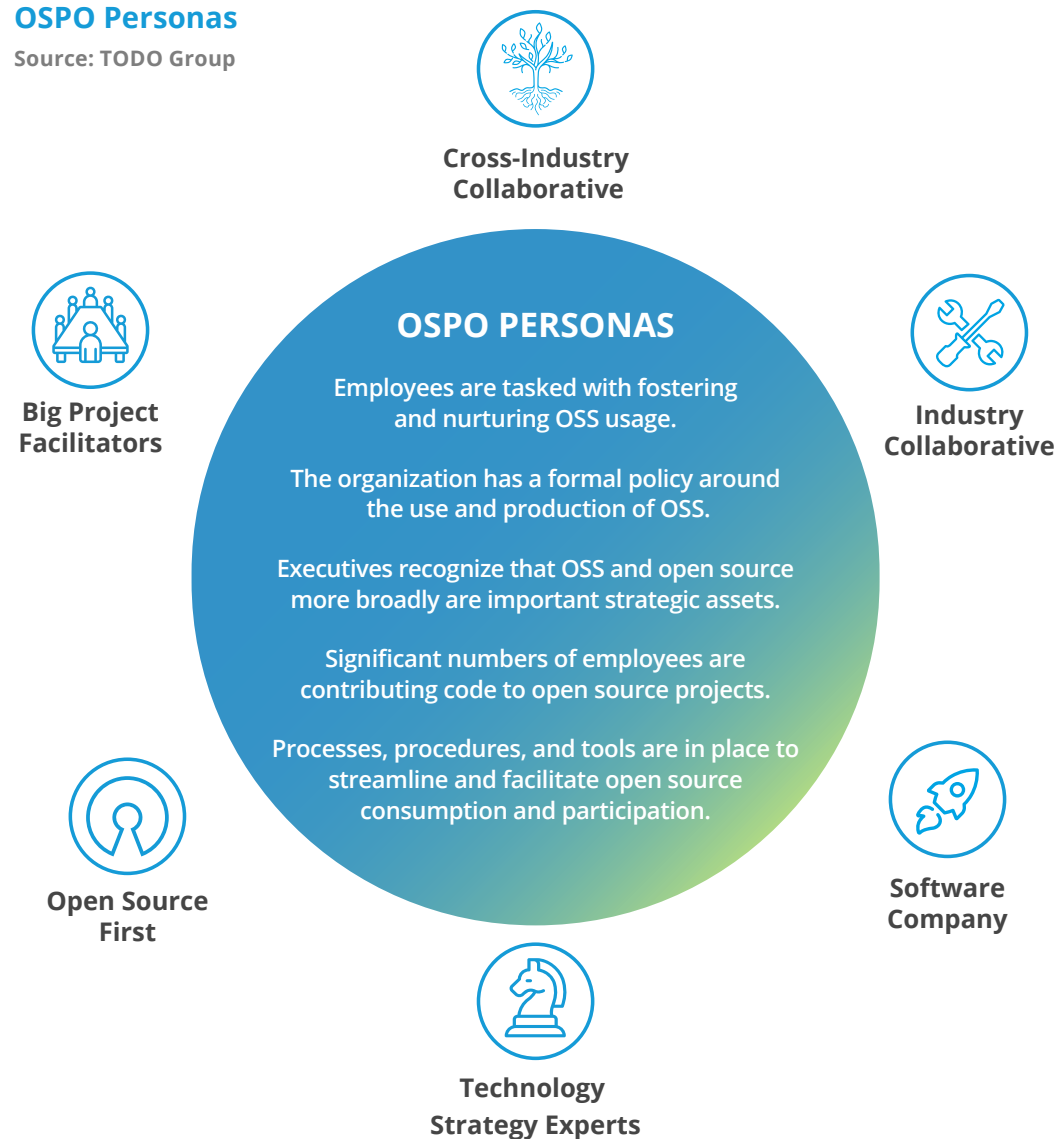 OSPO Personas
Source: TODO Group
Cross-Industry
Collaborative
Big Project
Facilitators
Industry
Collaborative
OSPO PERSONAS
Employees are tasked with fostering
and nurturing OSS usage.
The organization has a formal policy around
the use and production of OSS.
Executives recognize that OSS and open source
more broadly are important strategic assets.
Significant numbers of employees are
contributing code to open source projects.
Processes, procedures, and tools are in place to
streamline and facilitate open source
consumption and participation.
Open Source
First
Software
Company
Technology
Strategy Experts